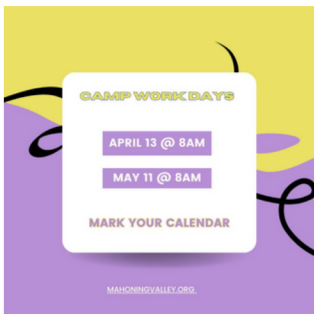 CAMP WORK DAYS
APRIL 13 @ 8AM
MAY 11 @ 8AM
MARK YOUR CALENDAR
MAHONINGVALLEY.ORG